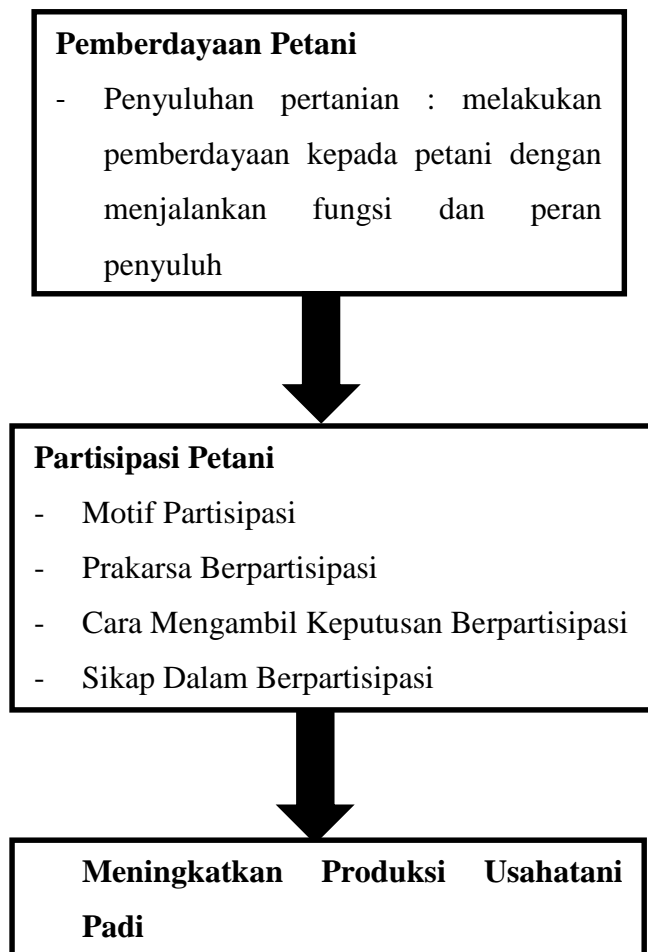 Pemberdayaan Petani
- Penyuluhan pertanian : melakukan
pemberdayaan kepada petani dengan
menjalankan fungsi dan peran
penyuluh
Partisipasi Petani
- Motif Partisipasi
- Prakarsa Berpartisipasi
- Cara Mengambil Keputusan Berpartisipasi
- Sikap Dalam Berpartisipasi
Meningkatkan Produksi Usahatani
Padi